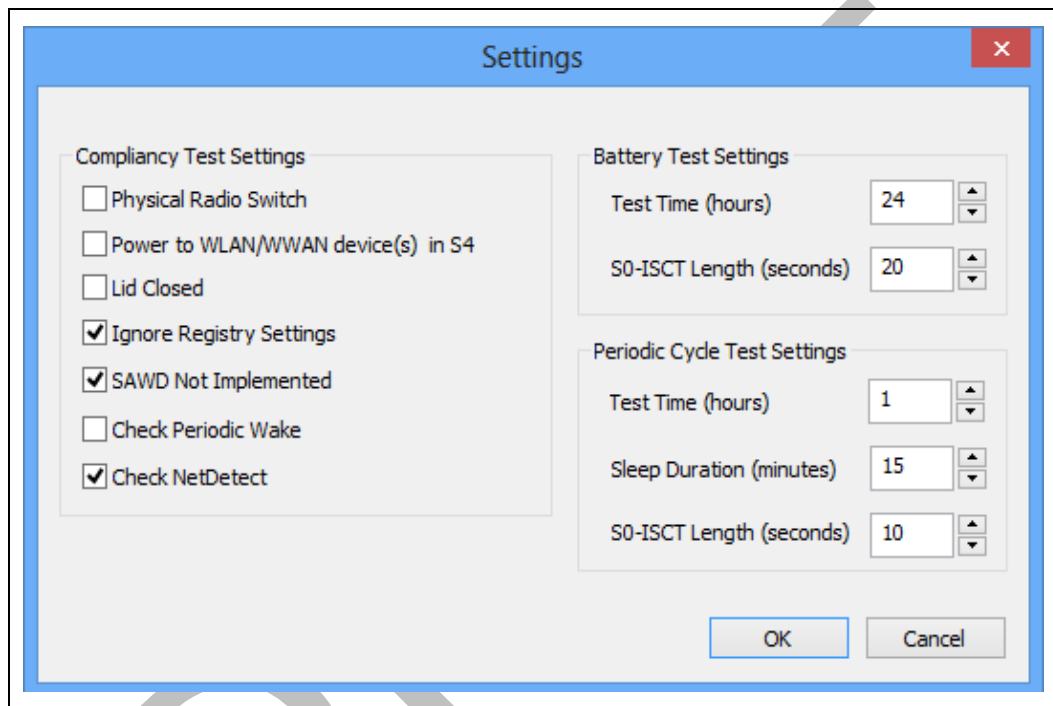 Settings
Compliancy Test Settings
Physical Radio Switch
Power to WLAN/WWAN device(s) in S4
Lid Closed
Ignore Registry Settings
SAWD Not Implemented
Check Periodic Wake
Check NetDetect
Battery Test Settings
Test Time (hours) 24
S0-ISCT Length (seconds) 20
Periodic Cycle Test Settings
Test Time (hours) 1
Sleep Duration (minutes) 15
S0-ISCT Length (seconds) 10
OK Cancel